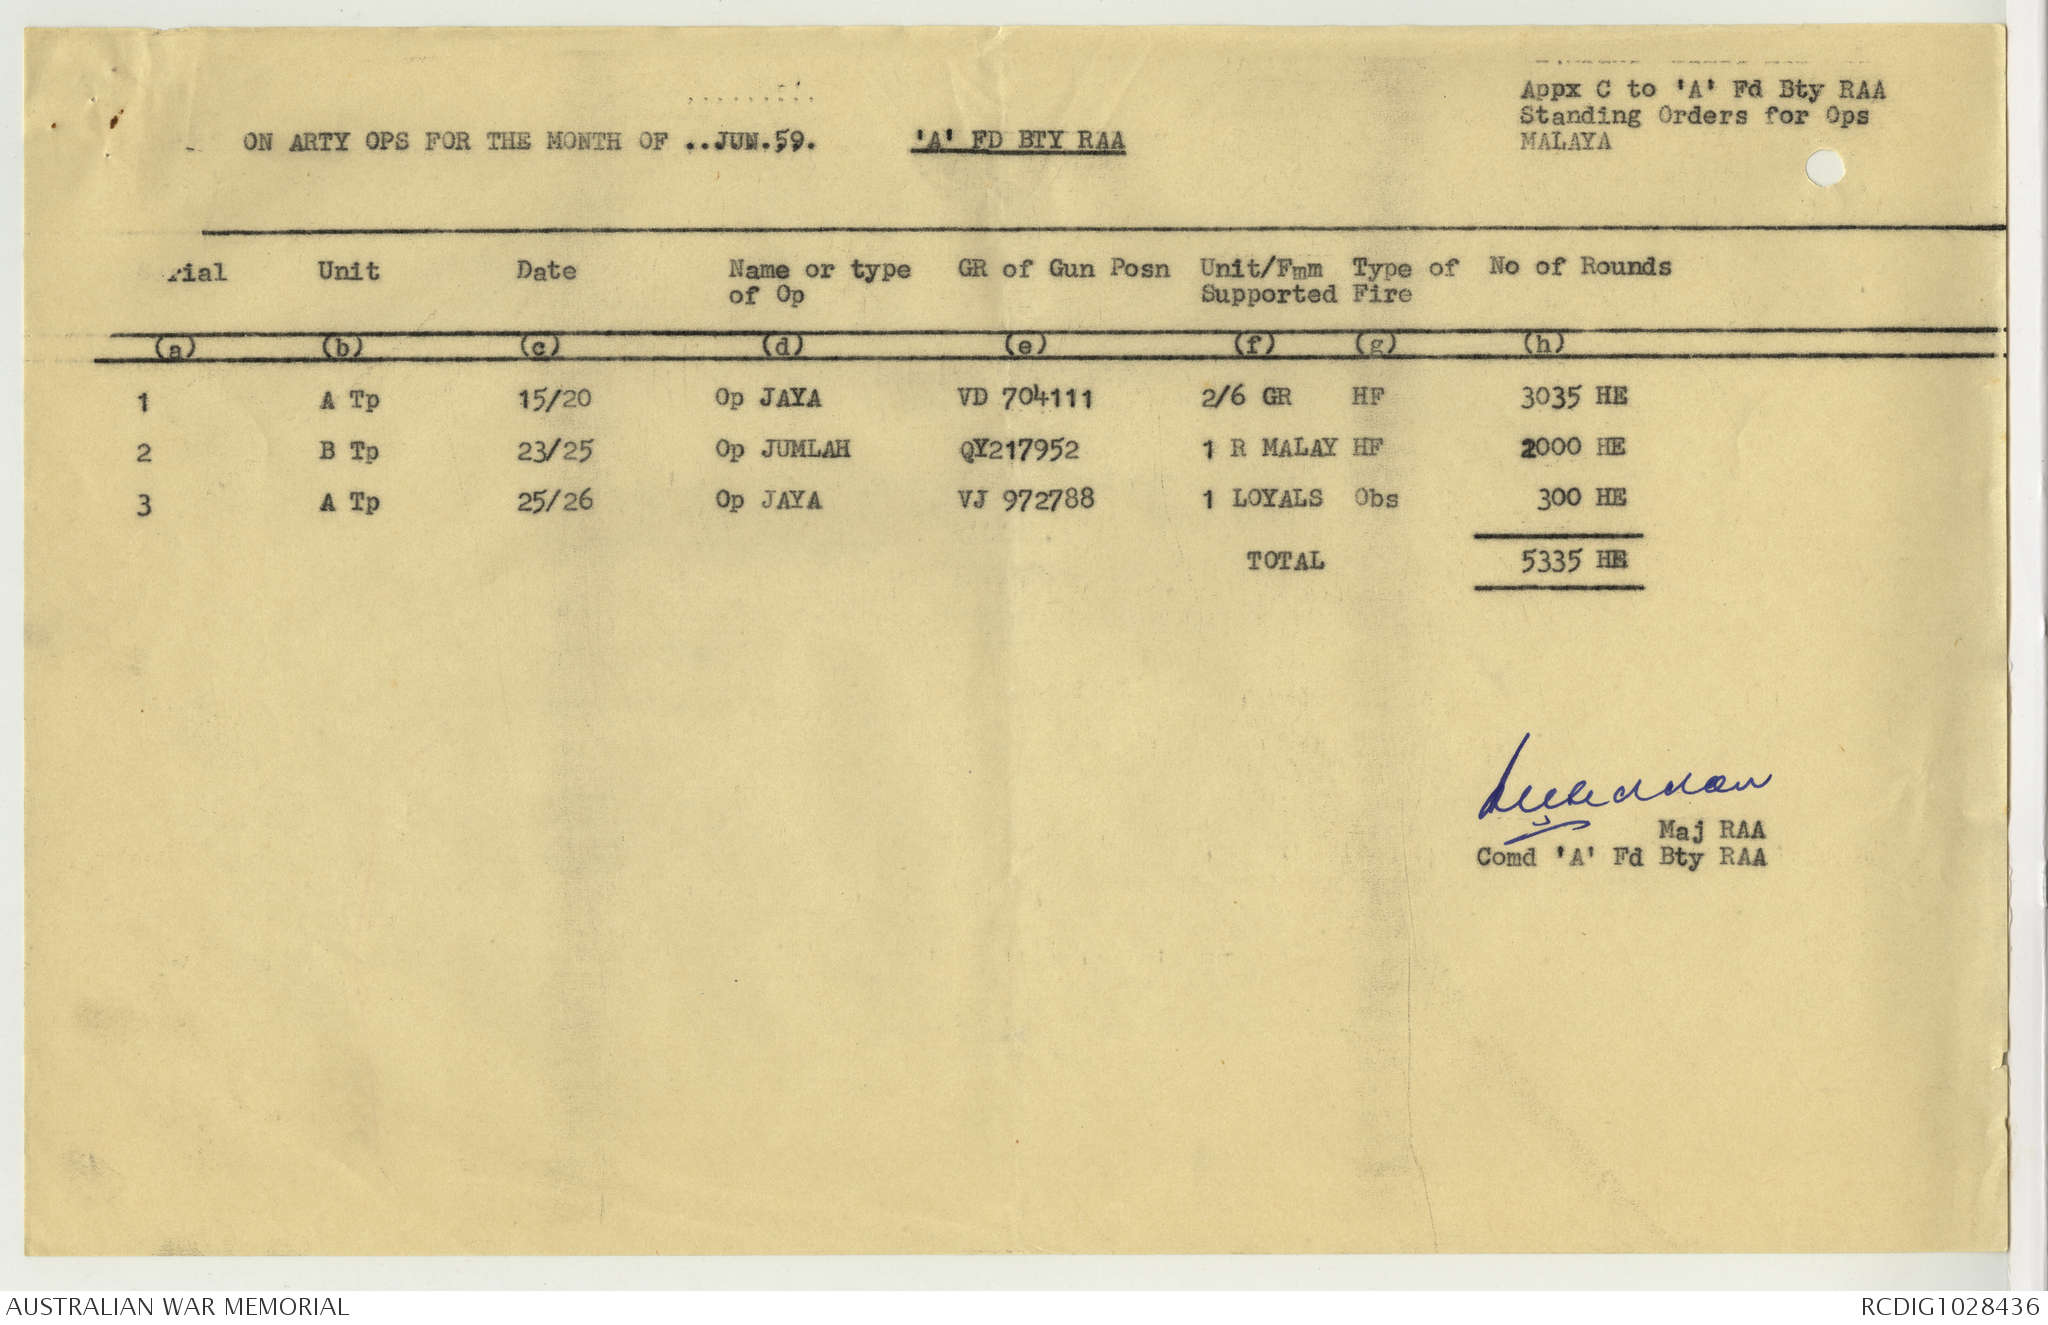 Appx C to 'A' Fd Bty RAA
Standing Orders for Ops
MALAYA
ON ARTY OPS FOR THE MONTH OF ..JUN.59. 'A' FD BTY RAA
rial Unit Date Name or type of Op GR of Gun Posn Unit/Fmm Supported Type of Fire No of Rounds
(a) (b) (c) (d) (e) (f) (g) (h)
1 A Tp 15/20 Op JAYA VD 704111 2/6 GR HF 3035 HE
2 B Tp 23/25 Op JUMLAH QY217952 1 R MALAY HF 2000 HE
3 A Tp 25/26 Op JAYA VJ 972788 1 LOYALS Obs 300 HE
TOTAL 5335 HE
Maj RAA
Comd 'A' Fd Bty RAA
AUSTRALIAN WAR MEMORIAL RCDIG1028436